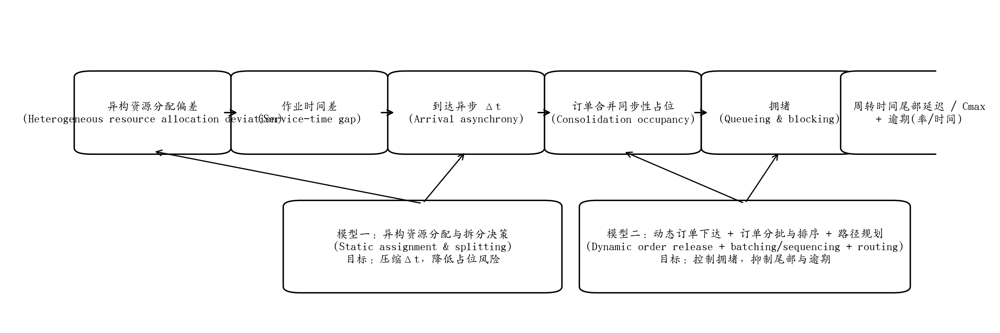 异构资源分配偏差
(Heterogeneous resource allocation deviation)
作业时间差
(Service-time gap)
到达异步 Δt
(Arrival asynchrony)
订单合并同步性占位
(Consolidation occupancy)
拥堵
(Queueing & blocking)
周转时间尾部延迟 / Cmax
+ 逾期(率/时间)
模型一：异构资源分配与拆分决策
(Static assignment & splitting)
目标：压缩Δt，降低占位风险
模型二：动态订单下达 + 订单分批与排序 + 路径规划
(Dynamic order release + batching/sequencing + routing)
目标：控制拥堵，抑制尾部与逾期